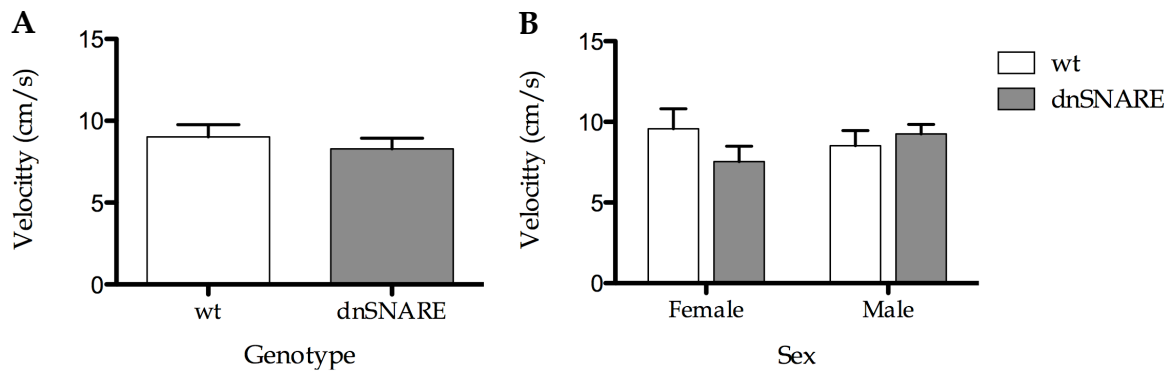 A
Velocitty (cm/s)
15
10
5
0
wt
dnSNARE
Genotype
B
Velocitty (cm/s)
15
10
5
0
Female
Male
Sex
wt
dnSNARE